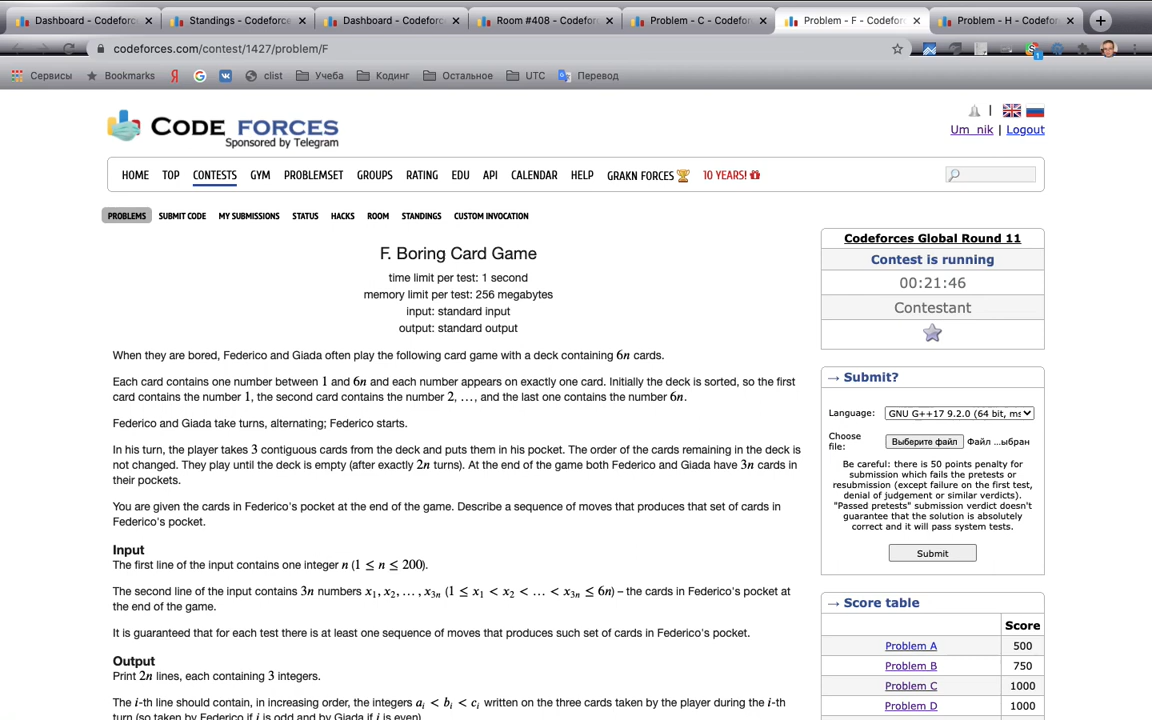 Dashboard - Codeforc
Standings - Codeforce
Dashboard - Codeforc
Room #408 - Codefor
Problem - C - Codefor
Problem - F - Codefor
Problem - H - Codefor
codeforces.com/contest/1427/problem/F
Сервисы
Bookmarks
clist
Учеба
Кодинг
Остальное
UTC
Перевод
CODE FORCES
Sponsored by Telegram
Um_nik | Logout
HOME TOP CONTESTS GYM PROBLEMSET GROUPS RATING EDU API CALENDAR HELP GRAKN FORCES 10 YEARS!
PROBLEMS SUBMIT CODE MY SUBMISSIONS STATUS HACKS ROOM STANDINGS CUSTOM INVOCATION
F. Boring Card Game
time limit per test: 1 second
memory limit per test: 256 megabytes
input: standard input
output: standard output
When they are bored, Federico and Giada often play the following card game with a deck containing 6n cards.
Each card contains one number between 1 and 6n and each number appears on exactly one card. Initially the deck is sorted, so the first
card contains the number 1, the second card contains the number 2, …, and the last one contains the number 6n.
Federico and Giada take turns, alternating; Federico starts.
In his turn, the player takes 3 contiguous cards from the deck and puts them in his pocket. The order of the cards remaining in the deck is
not changed. They play until the deck is empty (after exactly 2n turns). At the end of the game both Federico and Giada have 3n cards in
their pockets.
You are given the cards in Federico's pocket at the end of the game. Describe a sequence of moves that produces that set of cards in
Federico's pocket.
Input
The first line of the input contains one integer n (1 ≤ n ≤ 200).
The second line of the input contains 3n numbers x₁, x₂, … , x₃ₙ (1 ≤ x₁ < x₂ < … < x₃ₙ ≤ 6n) – the cards in Federico's pocket at
the end of the game.
It is guaranteed that for each test there is at least one sequence of moves that produces such set of cards in Federico's pocket.
Output
Print 2n lines, each containing 3 integers.
The i-th line should contain, in increasing order, the integers aᵢ < bᵢ < cᵢ written on the three cards taken by the player during the i-th
turn (so taken by Federico if i is odd and by Giada if i is even).
Codeforces Global Round 11
Contest is running
00:21:46
Contestant
→ Submit?
Language: GNU G++17 9.2.0 (64 bit, ms
Choose
file: Выберите файл Файл ...ыбран
Be careful: there is 50 points penalty for
submission which fails the pretests or
resubmission (except failure on the first test,
denial of judgement or similar verdicts).
"Passed pretests" submission verdict doesn't
guarantee that the solution is absolutely
correct and it will pass system tests.
Submit
→ Score table
Score
Problem A 500
Problem B 750
Problem C 1000
Problem D 1000